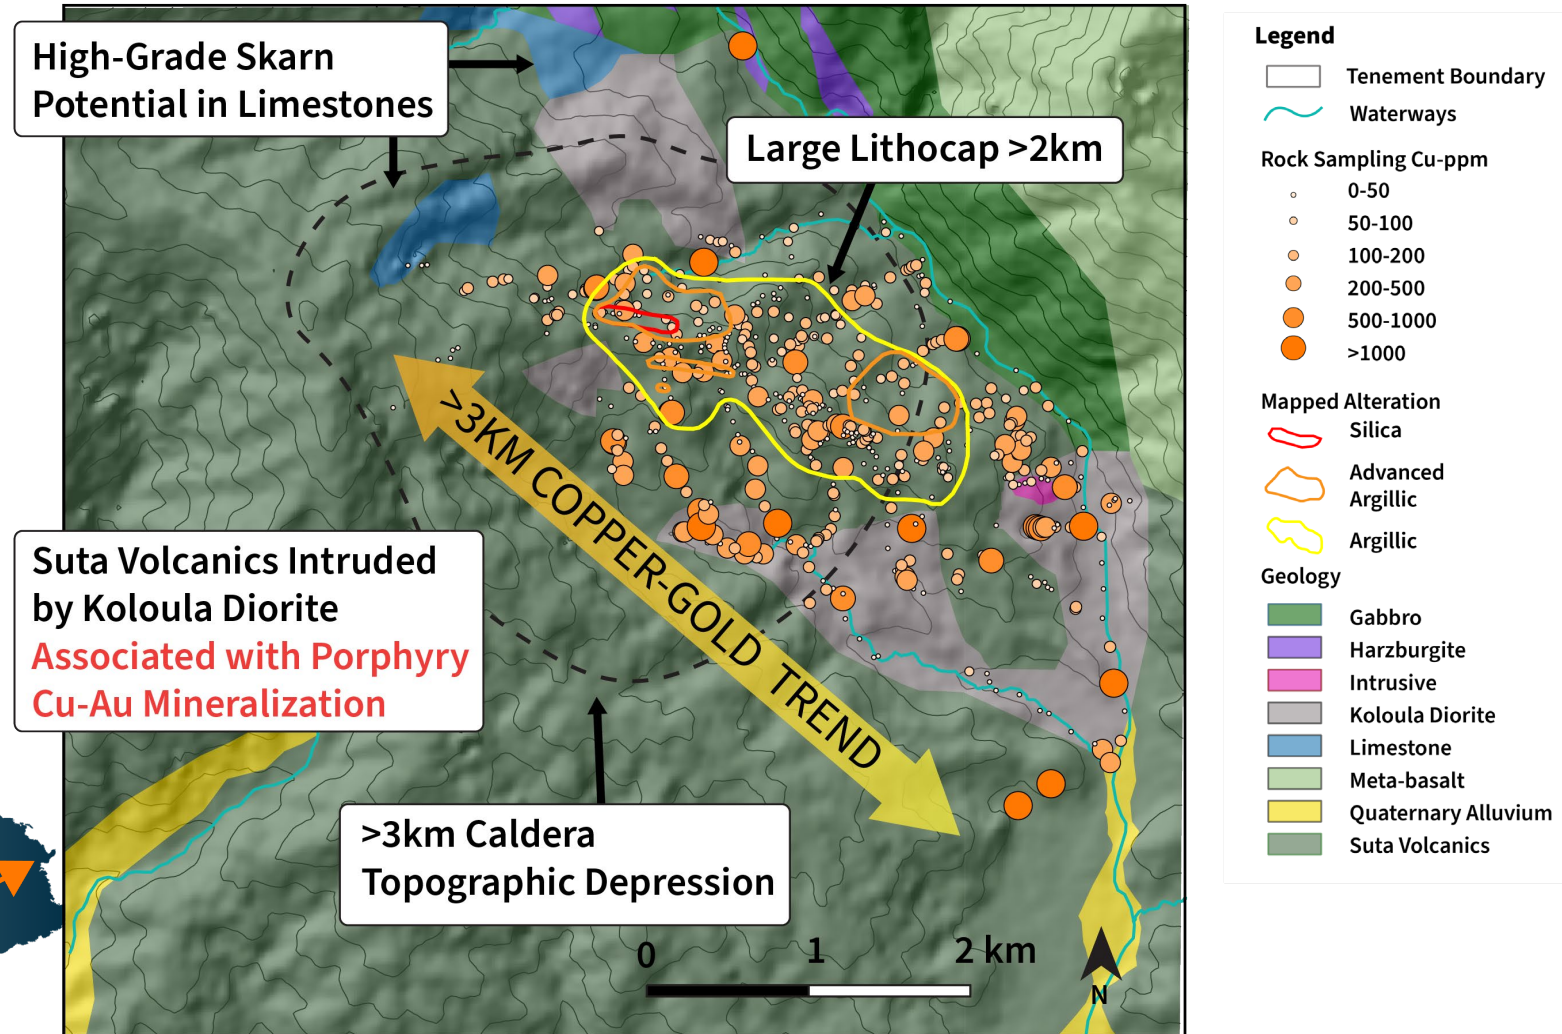 High-Grade Skarn
Potential in Limestones
Large Lithocap >2km
>3KM COPPER-GOLD TREND
Suta Volcanics Intruded
by Koloula Diorite
Associated with Porphyry
Cu-Au Mineralization
>3km Caldera
Topographic Depression
0 1 2 km
N
Legend
Tenement Boundary
Waterways
Rock Sampling Cu-ppm
0-50
50-100
100-200
200-500
500-1000
>1000
Mapped Alteration
Silica
Advanced
Argillic
Argillic
Geology
Gabbro
Harzburgite
Intrusive
Koloula Diorite
Limestone
Meta-basalt
Quaternary Alluvium
Suta Volcanics